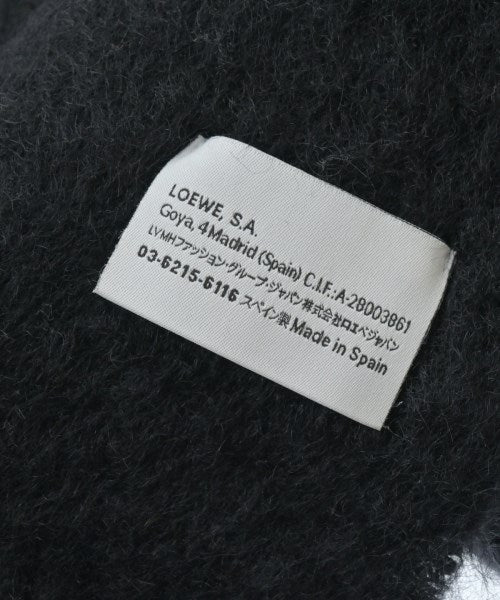 LOEWE, S.A.
Goya, 4 Madrid (Spain) C.I.F.:A-28003861
LVMHファッション・グループ・ジャパン株式会社ロエベジャパン
03-6215-6116 スペイン製 Made in Spain